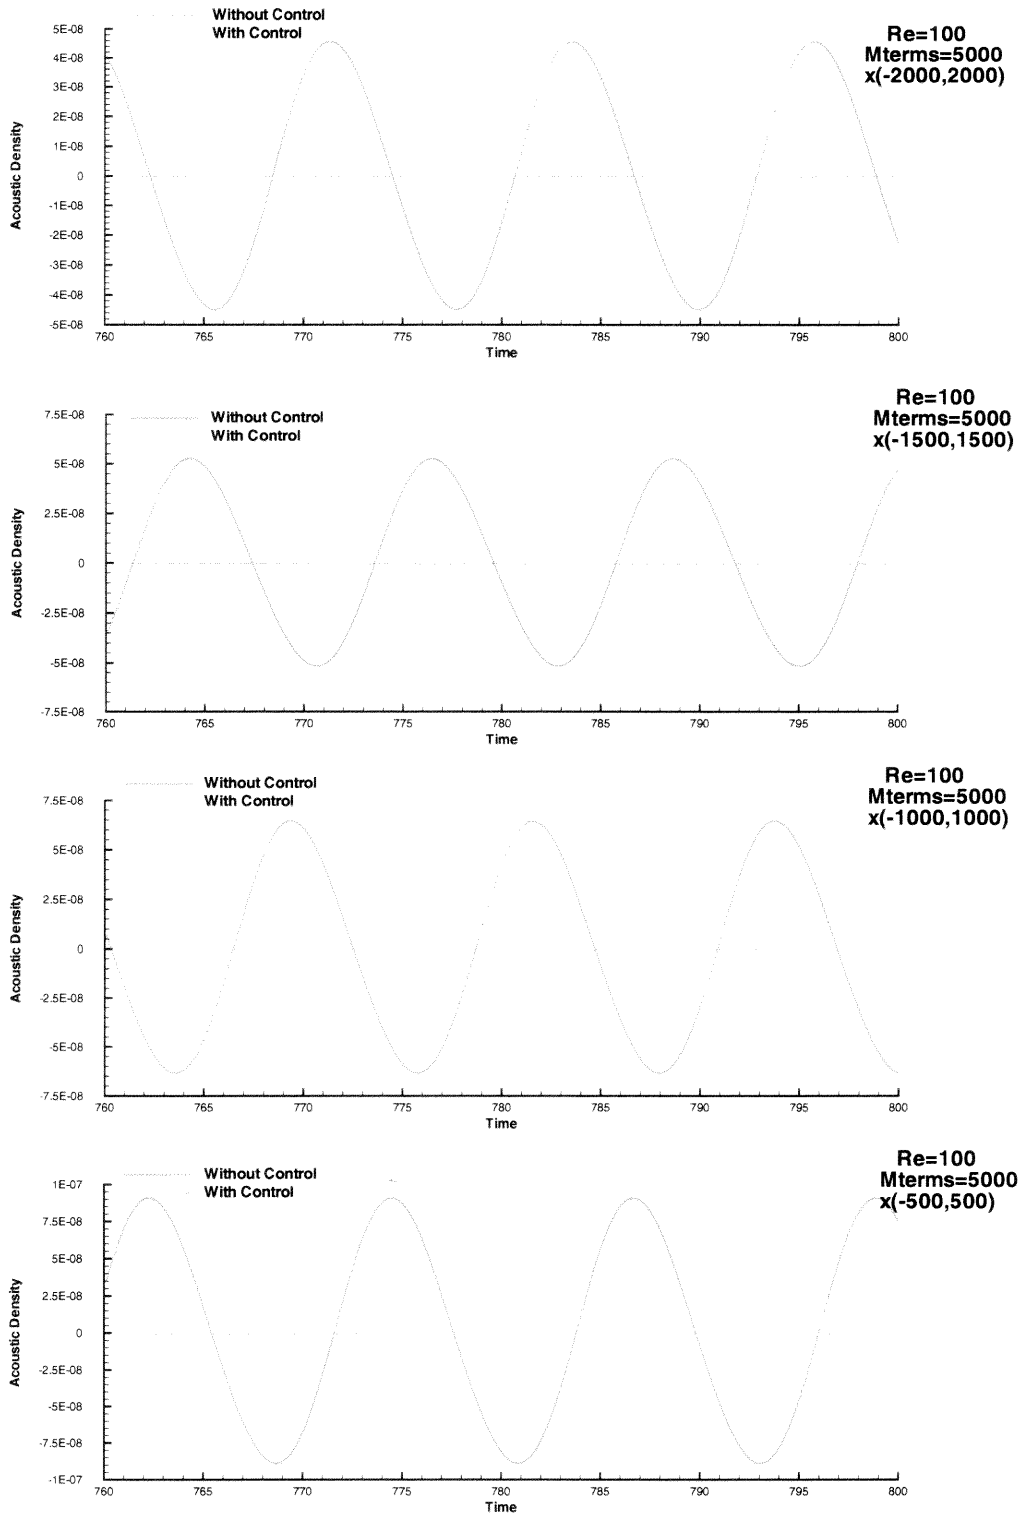 Without Control
With Control
Re=100
Mterms=5000
x(-2000,2000)
5E-08
4E-08
3E-08
2E-08
1E-08
0
-1E-08
-2E-08
-3E-08
-4E-08
-5E-08
Acoustic Density
760 765 770 775 780 785 790 795 800
Time
Without Control
With Control
Re=100
Mterms=5000
x(-1500,1500)
7.5E-08
5E-08
2.5E-08
0
-2.5E-08
-5E-08
-7.5E-08
Acoustic Density
760 765 770 775 780 785 790 795 800
Time
Without Control
With Control
Re=100
Mterms=5000
x(-1000,1000)
7.5E-08
5E-08
2.5E-08
0
-2.5E-08
-5E-08
-7.5E-08
Acoustic Density
760 765 770 775 780 785 790 795 800
Time
Without Control
With Control
Re=100
Mterms=5000
x(-500,500)
1E-07
7.5E-08
5E-08
2.5E-08
0
-2.5E-08
-5E-08
-7.5E-08
-1E-07
Acoustic Density
760 765 770 775 780 785 790 795 800
Time